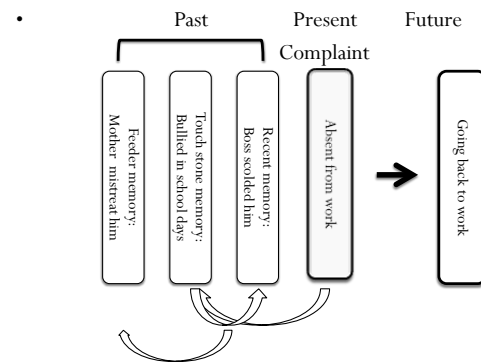 •
Past
Present
Complaint
Future
Feeder memory:
Mother mistreat him
Touch stone memory:
Bullied in school days
Recent memory:
Boss scolded him
Absent from work
Going back to work